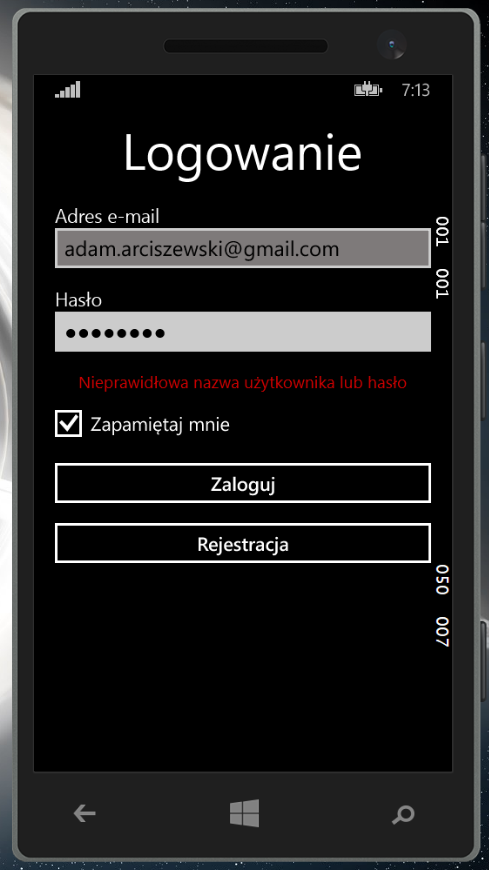 7:13
Logowanie
Adres e-mail
adam.arciszewski@gmail.com
001 001
Hasło
●●●●●●●●
Nieprawidłowa nazwa użytkownika lub hasło
Zapamiętaj mnie
Zaloguj
Rejestracja
050 007